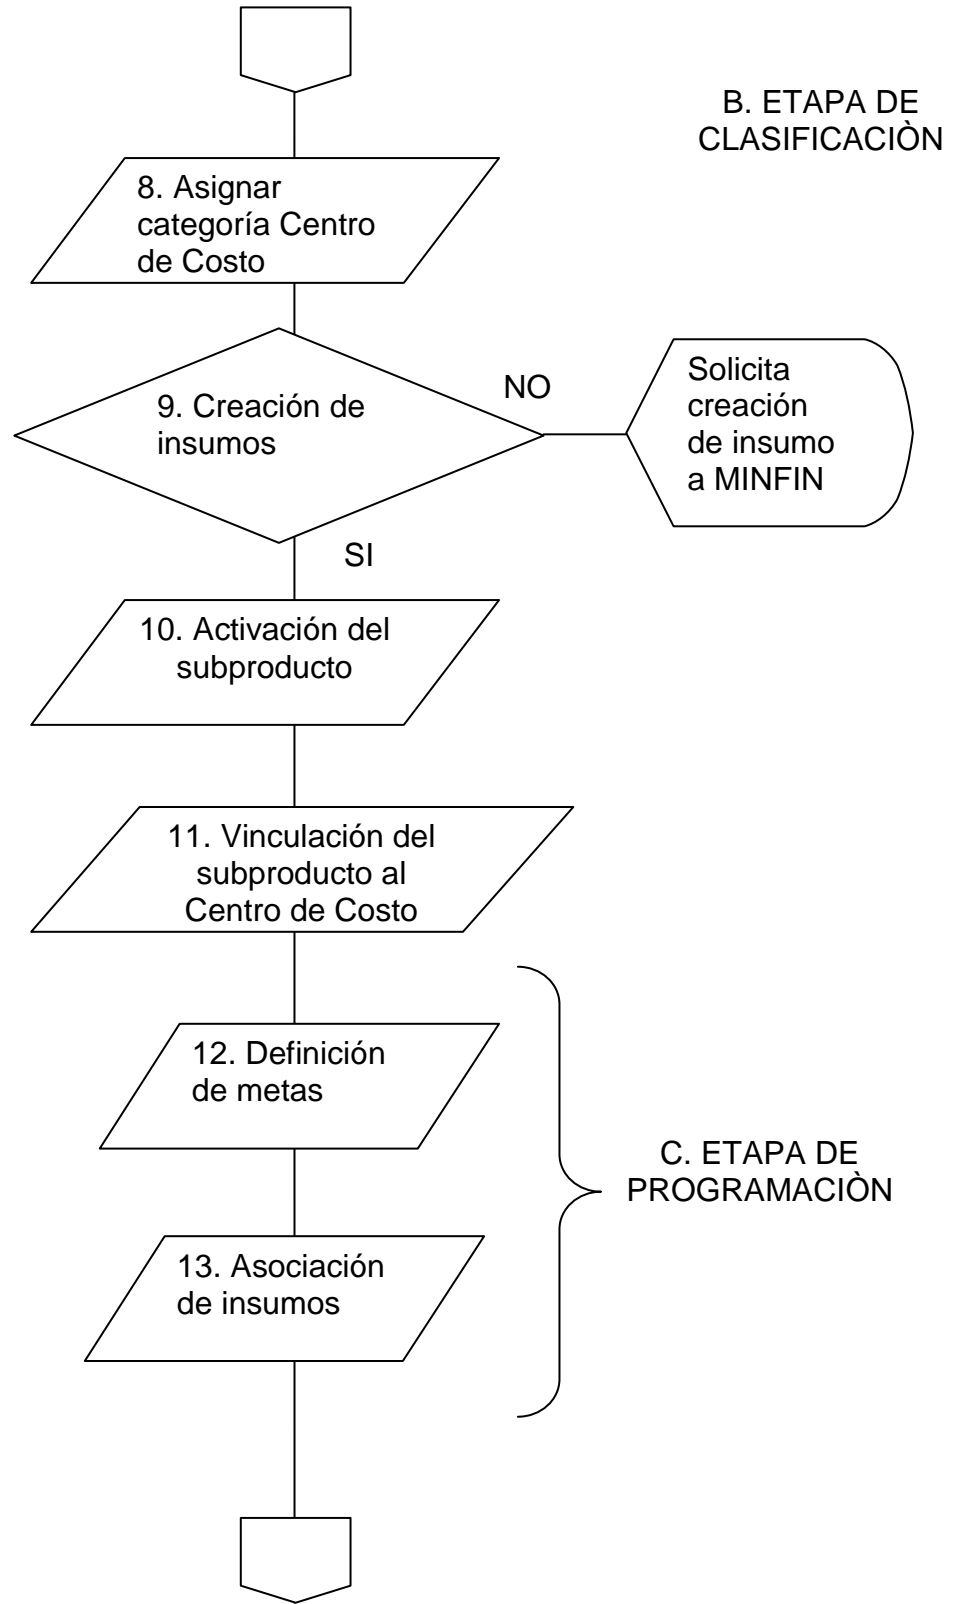 B. ETAPA DE
CLASIFICACIÒN
8. Asignar
categoría Centro
de Costo
9. Creación de
insumos
NO
Solicita
creación
de insumo
a MINFIN
SI
10. Activación del
subproducto
11. Vinculación del
subproducto al
Centro de Costo
12. Definición
de metas
C. ETAPA DE
PROGRAMACIÒN
13. Asociación
de insumos